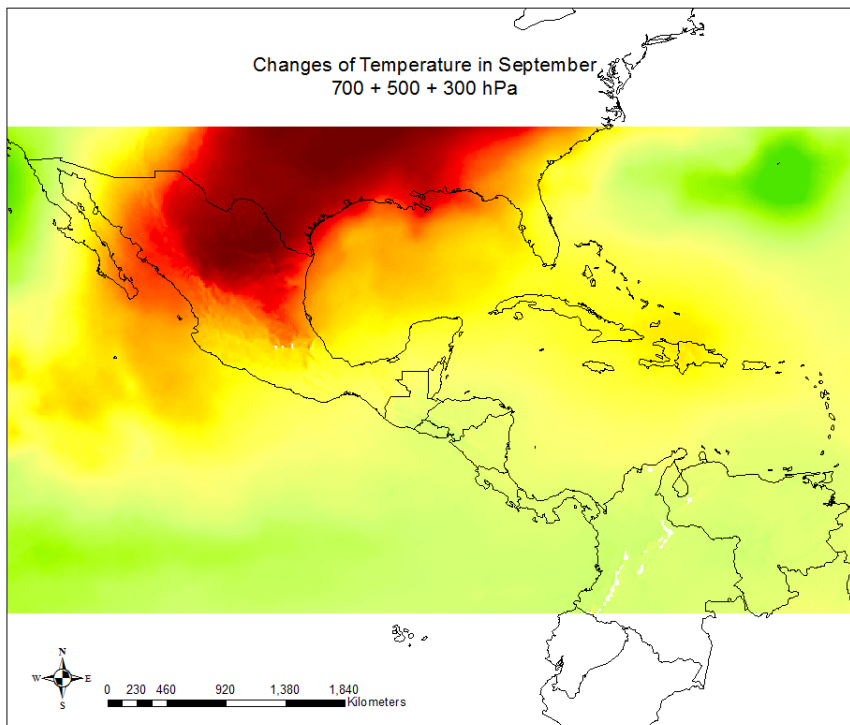 Changes of Temperature in September
700 + 500 + 300 hPa
N
W E
S
0 230 460 920 1,380 1,840
Kilometers